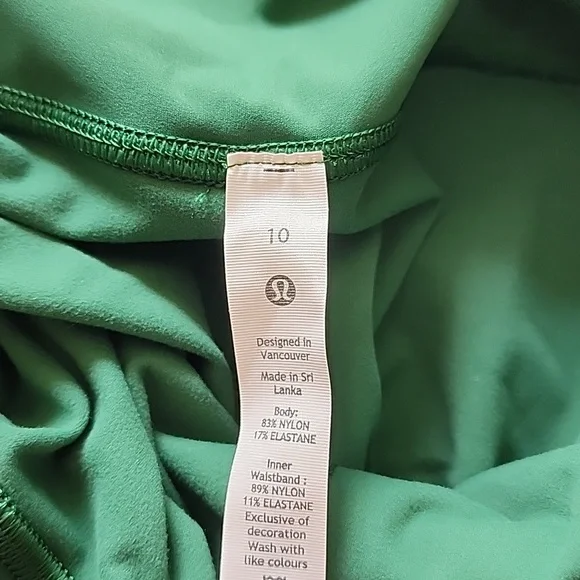 10
Designed in
Vancouver
Made in Sri
Lanka
Body:
83% NYLON
17% ELASTANE
Inner
Waistband :
89% NYLON
11% ELASTANE
Exclusive of
decoration
Wash with
like colours